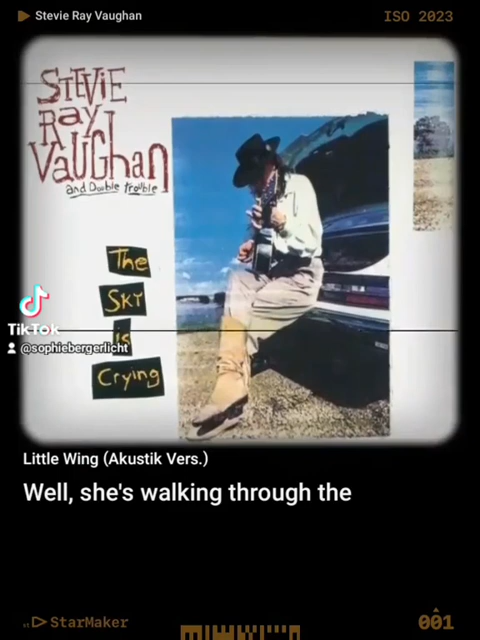 Stevie Ray Vaughan
ISO 2023
STEVIE
Ray
Vaughan
and Double trouble
The
SKY
is
Crying
TikTok
@sophiebergerlicht
Little Wing (Akustik Vers.)
Well, she's walking through the
StarMaker
001